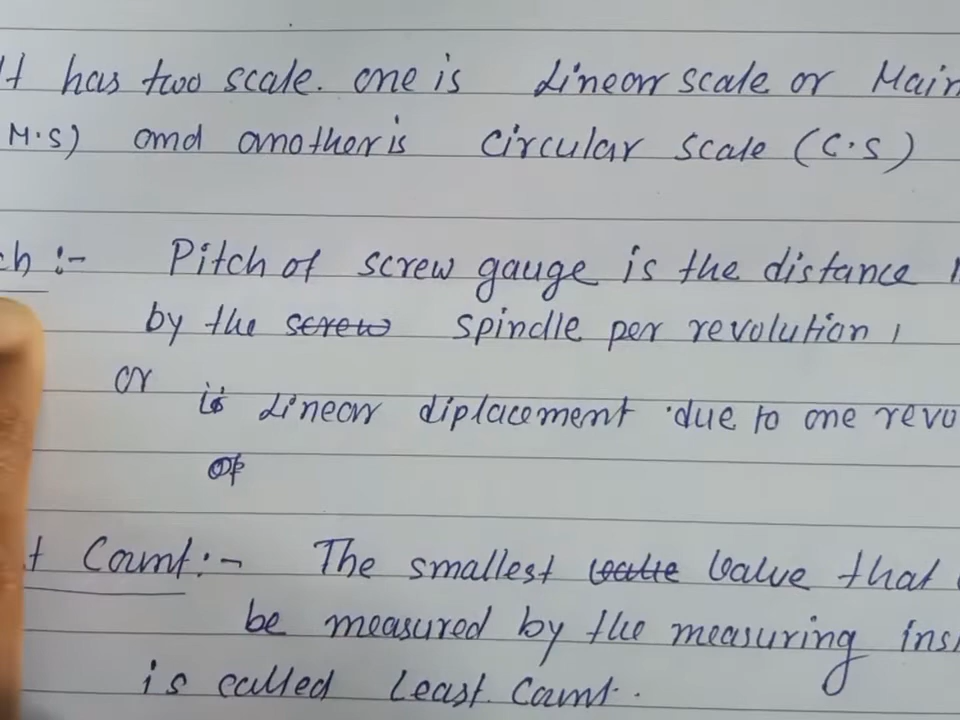 It has two scale. one is Linear scale or Main
M.S) and another is circular scale (C.S)
ch :- Pitch of screw gauge is the distance
by the screw spindle per revolution ,
or is Linear diplacement due to one revo
of
t Count :- The smallest value that
be measured by the measuring ins
is called Least Count.